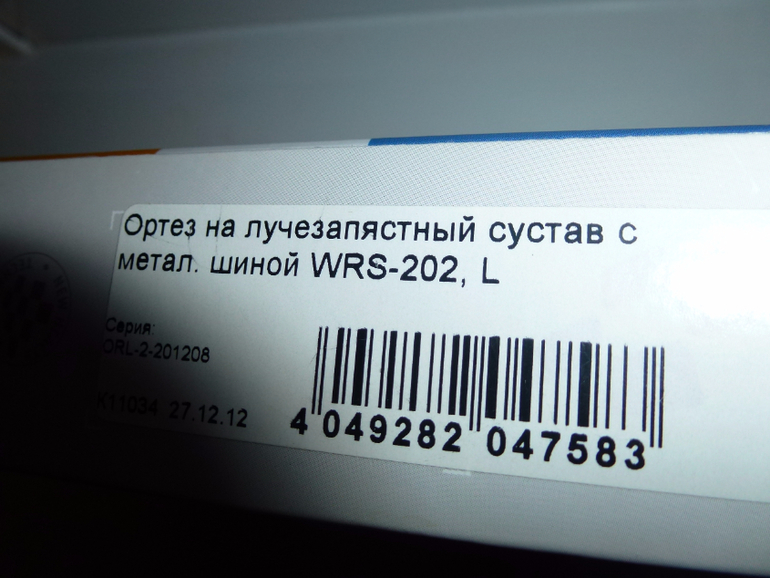 Ортез на лучезапястный сустав с
метал. шиной WRS-202, L
Серия:
ORL-2-201208
K11034 27.12.12
4 049282 047583